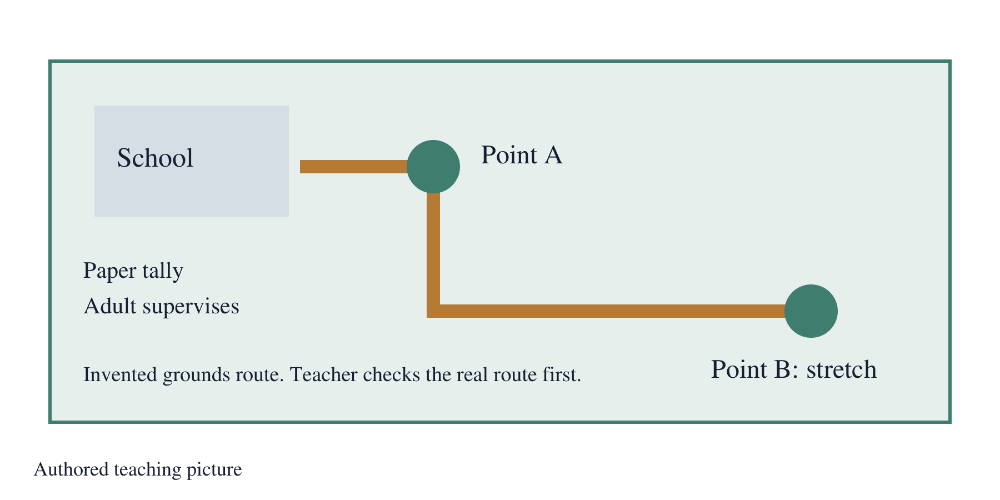 School
Point A
Paper tally
Adult supervises
Invented grounds route. Teacher checks the real route first.
Point B: stretch
Authored teaching picture